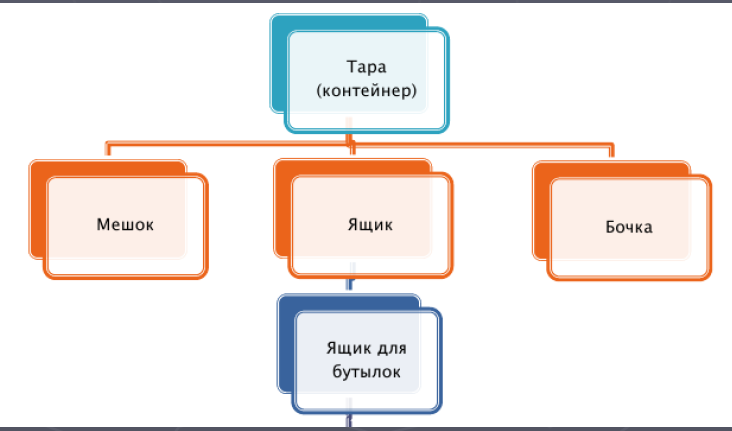 Тара
(контейнер)
Мешок
Ящик
Бочка
Ящик для
бутылок